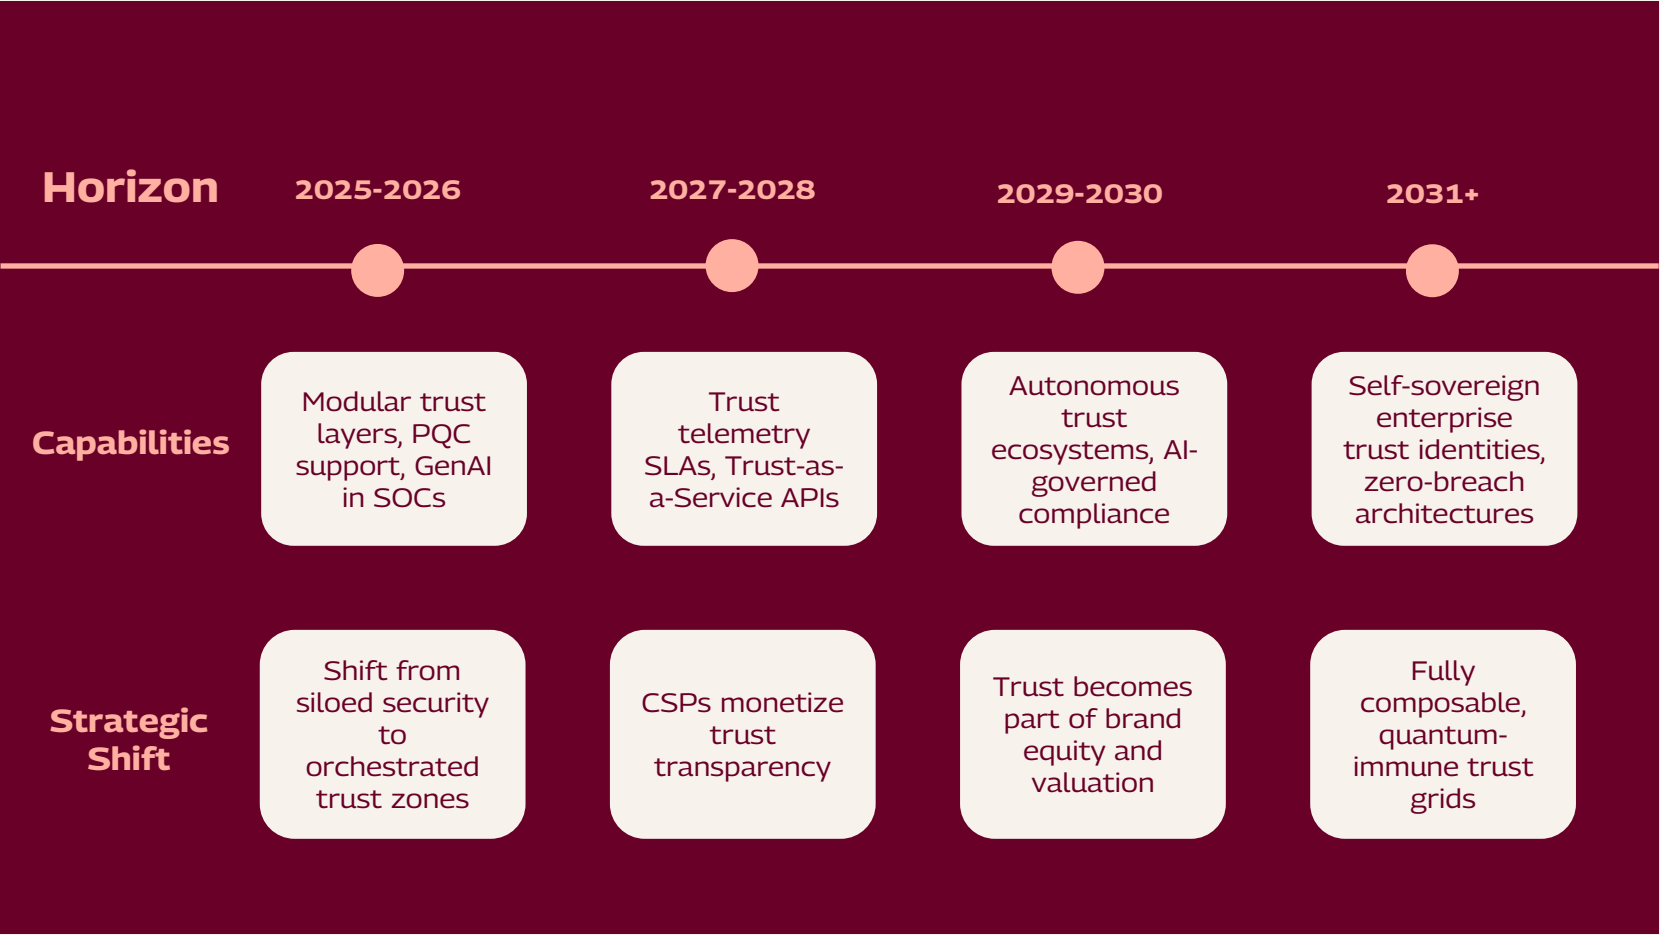 Horizon
2025-2026
2027-2028
2029-2030
2031+
Capabilities
Modular trust
layers, PQC
support, GenAI
in SOCs
Trust
telemetry
SLAs, Trust-as-
a-Service APIs
Autonomous
trust
ecosystems, AI-
governed
compliance
Self-sovereign
enterprise
trust identities,
zero-breach
architectures
Strategic
Shift
Shift from
siloed security
to
orchestrated
trust zones
CSPs monetize
trust
transparency
Trust becomes
part of brand
equity and
valuation
Fully
composable,
quantum-
immune trust
grids